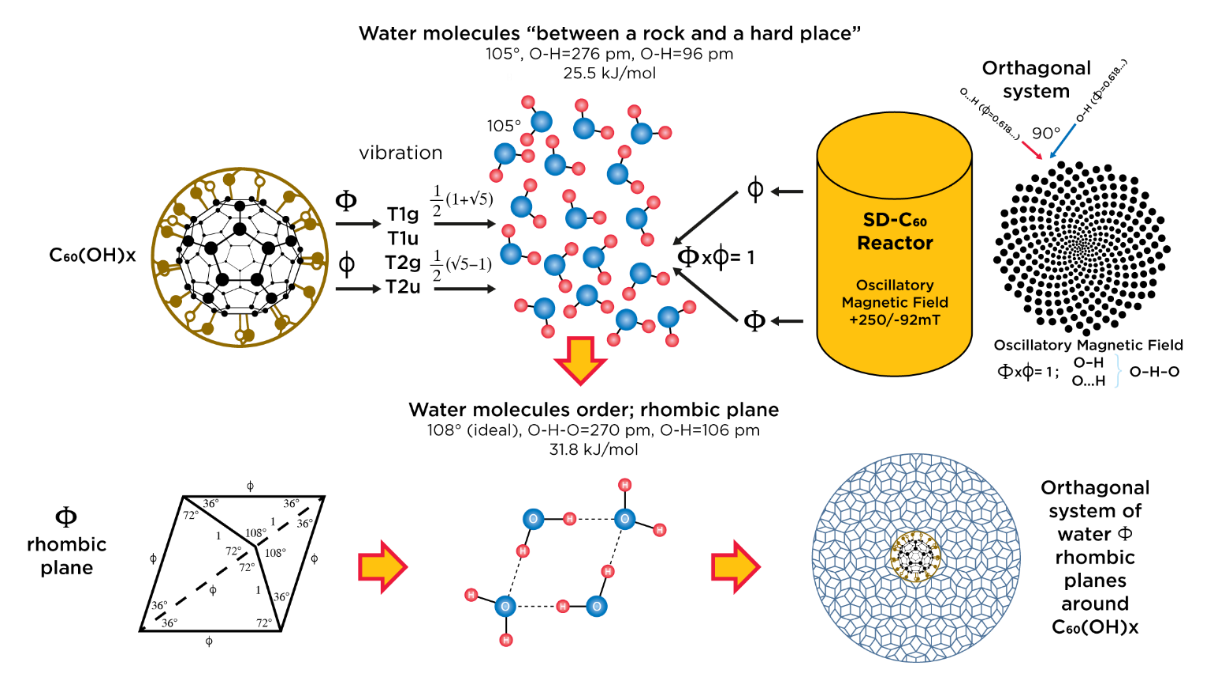 Water molecules “between a rock and a hard place”
105°, O-H=276 pm, O-H=96 pm
25.5 kJ/mol
C₆₀(OH)x
vibration
Φ
ϕ
T1g
T1u
T2g
T2u
½(1+√5)
½(√5−1)
105°
ϕ
Φxϕ= 1
Φ
SD-C₆₀
Reactor
Oscillatory
Magnetic Field
+250/-92mT
Orthagonal
system
O...H (ϕ=0.618...)
90°
O-H (Φ=0.618...)
Oscillatory Magnetic Field
Φxϕ= 1 ;
O–H
O...H
O–H–O
Water molecules order; rhombic plane
108° (ideal), O-H-O=270 pm, O-H=106 pm
31.8 kJ/mol
Φ
rhombic
plane
ϕ
36°
36°
72°
36°
1
108°
108°
ϕ
72°
72°
ϕ
ϕ
1
36°
36°
36°
72°
ϕ
H
O
H
O
H
H
H
H
O
H
H
O
H
Orthagonal
system of
water Φ
rhombic
planes
around
C₆₀(OH)x